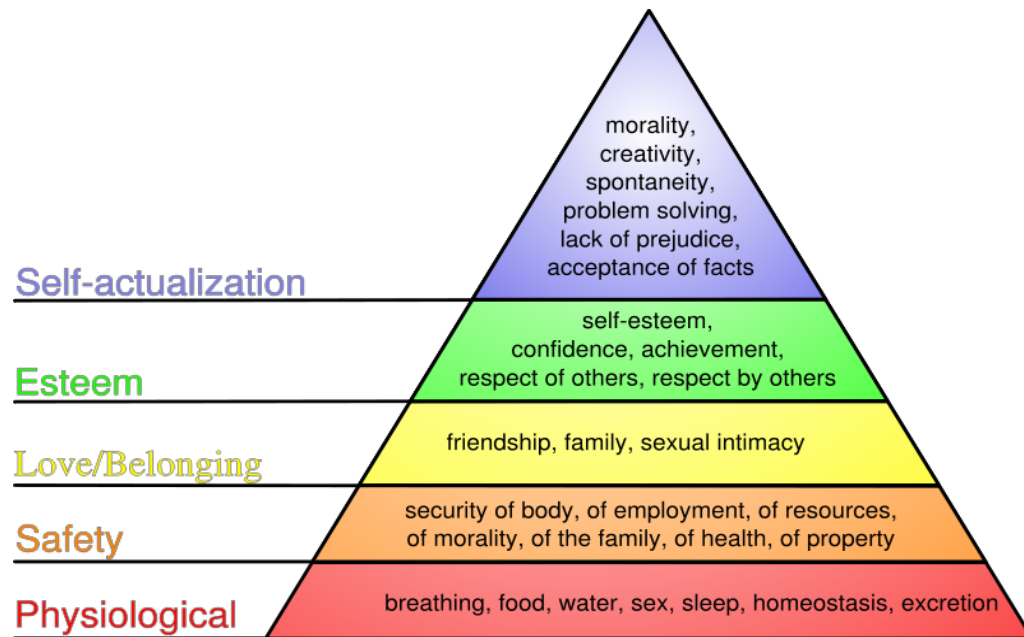 morality,
creativity,
spontaneity,
problem solving,
lack of prejudice,
acceptance of facts
Self-actualization
self-esteem,
confidence, achievement,
respect of others, respect by others
Esteem
friendship, family, sexual intimacy
Love/Belonging
security of body, of employment, of resources,
of morality, of the family, of health, of property
Safety
breathing, food, water, sex, sleep, homeostasis, excretion
Physiological